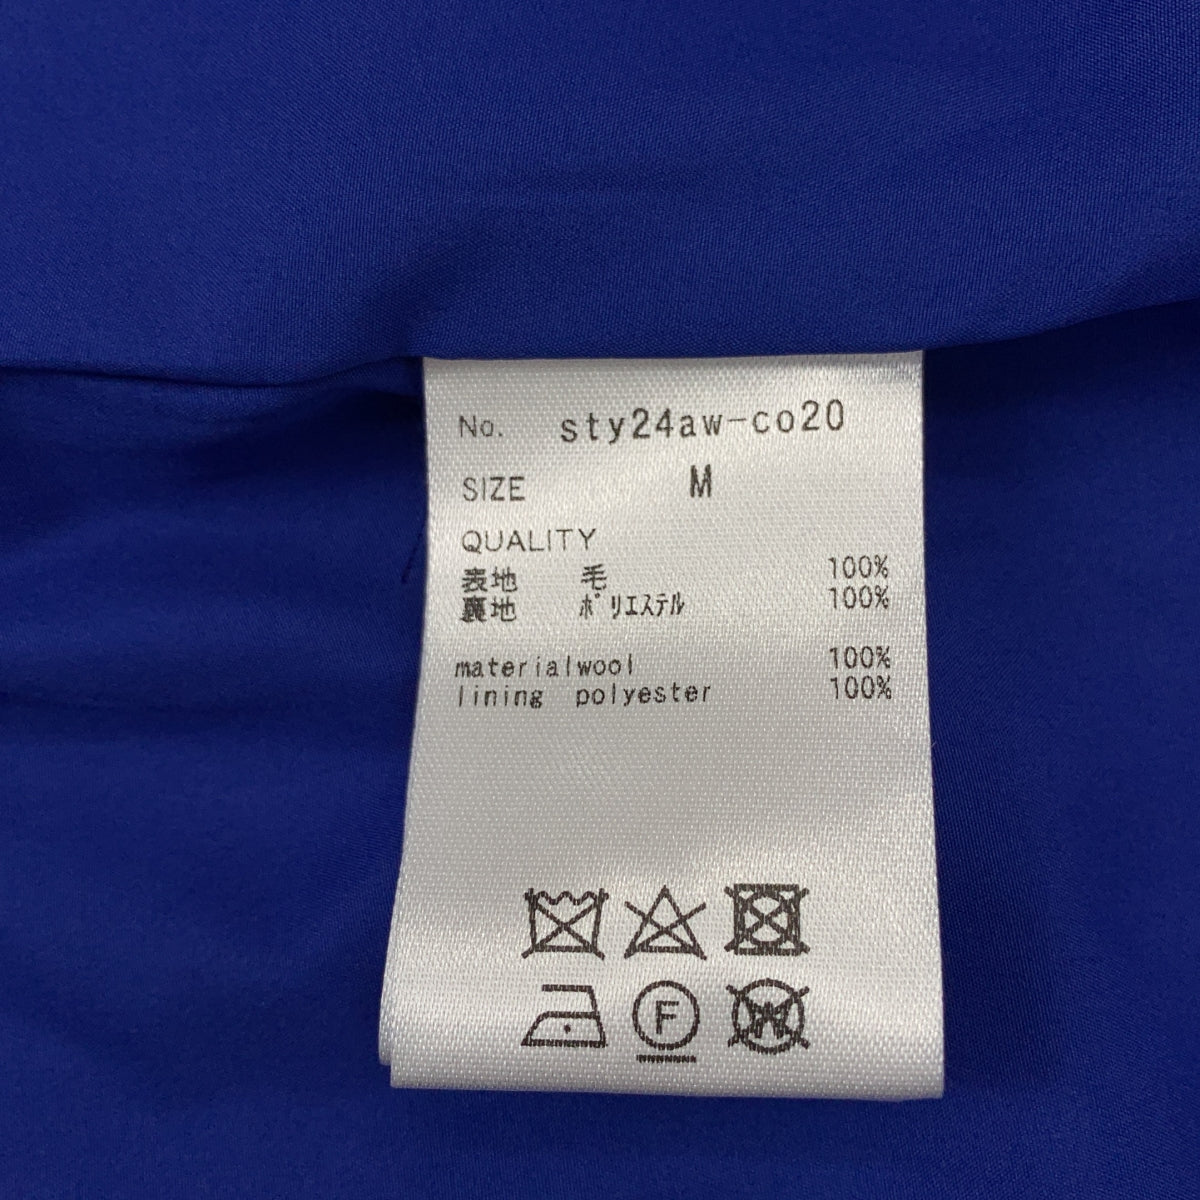 No. sty24aw-co20
SIZE M
QUALITY
表地 毛 100%
裏地 ﾎﾟﾘｴｽﾃﾙ 100%
materialwool 100%
lining polyester 100%
F
W